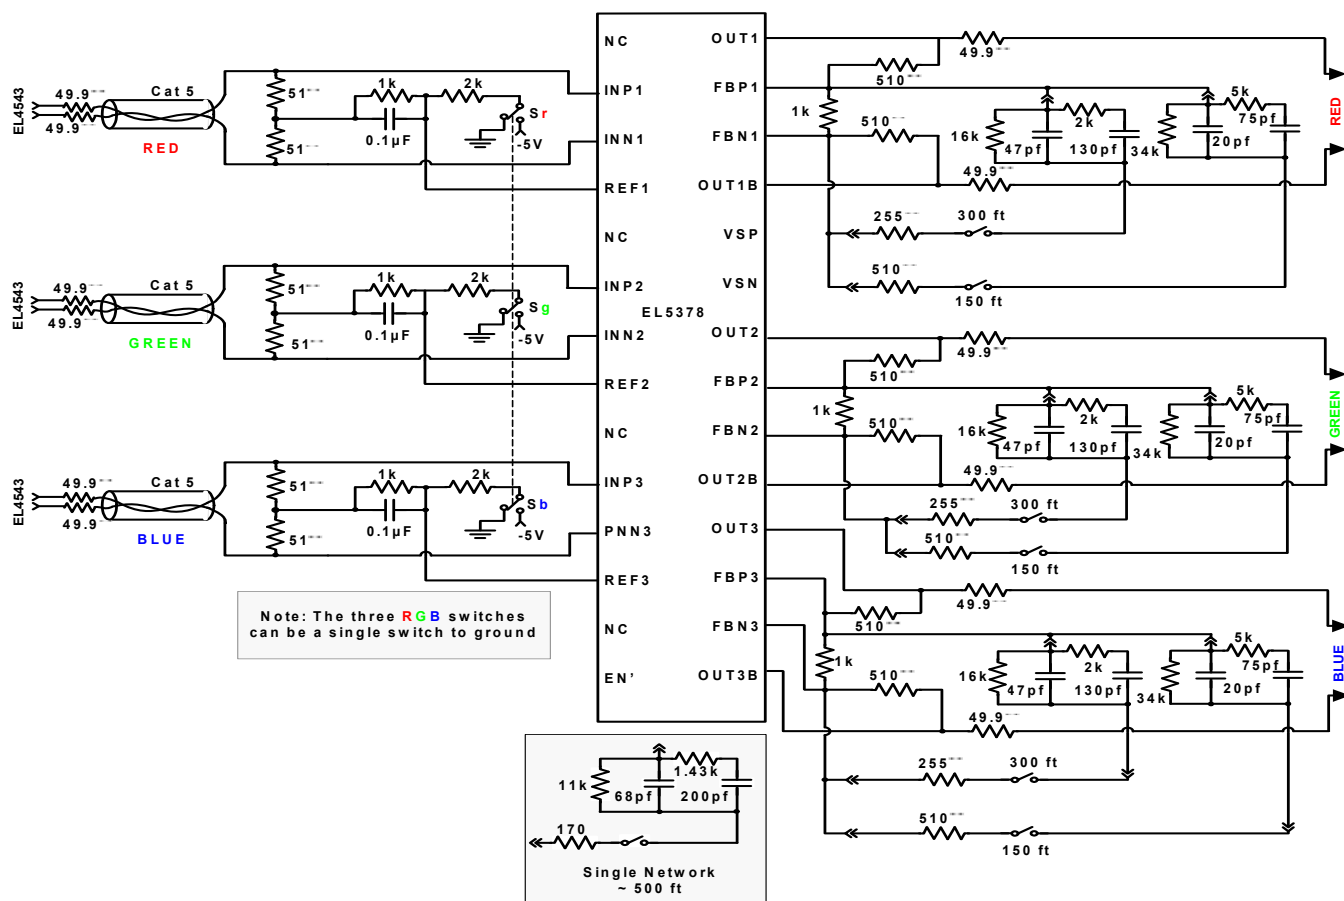 EL4543
49.9
49.9
Cat 5
RED
51
51
1k
0.1µF
2k
Sr
-5V
EL4543
49.9
49.9
Cat 5
GREEN
51
51
1k
0.1µF
2k
Sg
-5V
EL4543
49.9
49.9
Cat 5
BLUE
51
51
1k
0.1µF
2k
Sb
-5V
Note: The three RGB switches
can be a single switch to ground
NC
INP1
INN1
REF1
NC
INP2
INN2
REF2
NC
INP3
PNN3
REF3
NC
EN'
EL5378
OUT1
FBP1
FBN1
OUT1B
VSP
VSN
OUT2
FBP2
FBN2
OUT2B
OUT3
FBP3
FBN3
OUT3B
49.9
510
1k
510
16k
47pf
2k
130pf
34k
5k
75pf
20pf
49.9
255
300 ft
510
150 ft
RED
49.9
510
1k
510
16k
47pf
2k
130pf
34k
5k
75pf
20pf
49.9
255
300 ft
510
150 ft
GREEN
49.9
510
1k
510
16k
47pf
2k
130pf
34k
5k
75pf
20pf
49.9
255
300 ft
510
150 ft
BLUE
11k
68pf
1.43k
200pf
170
Single Network
~ 500 ft